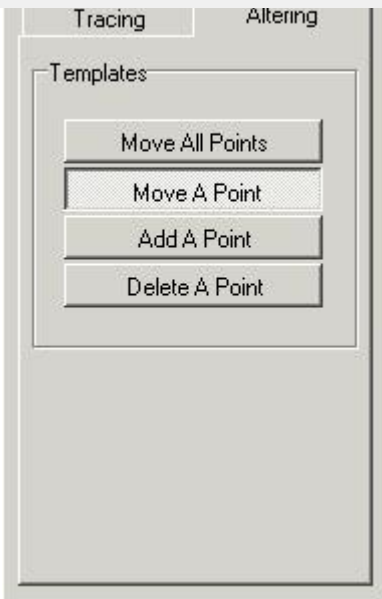 Tracing
Altering
Templates
Move All Points
Move A Point
Add A Point
Delete A Point